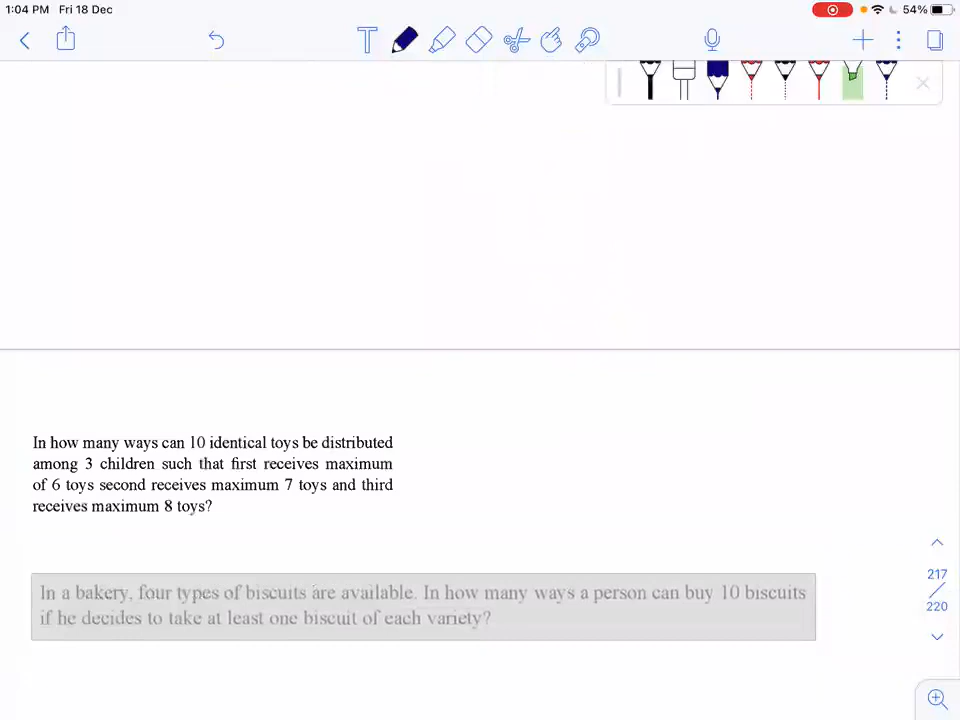 1:04 PM Fri 18 Dec
54%
T
In how many ways can 10 identical toys be distributed
among 3 children such that first receives maximum
of 6 toys second receives maximum 7 toys and third
receives maximum 8 toys?
217
220
In a bakery, four types of biscuits are available. In how many ways a person can buy 10 biscuits
if he decides to take at least one biscuit of each variety?